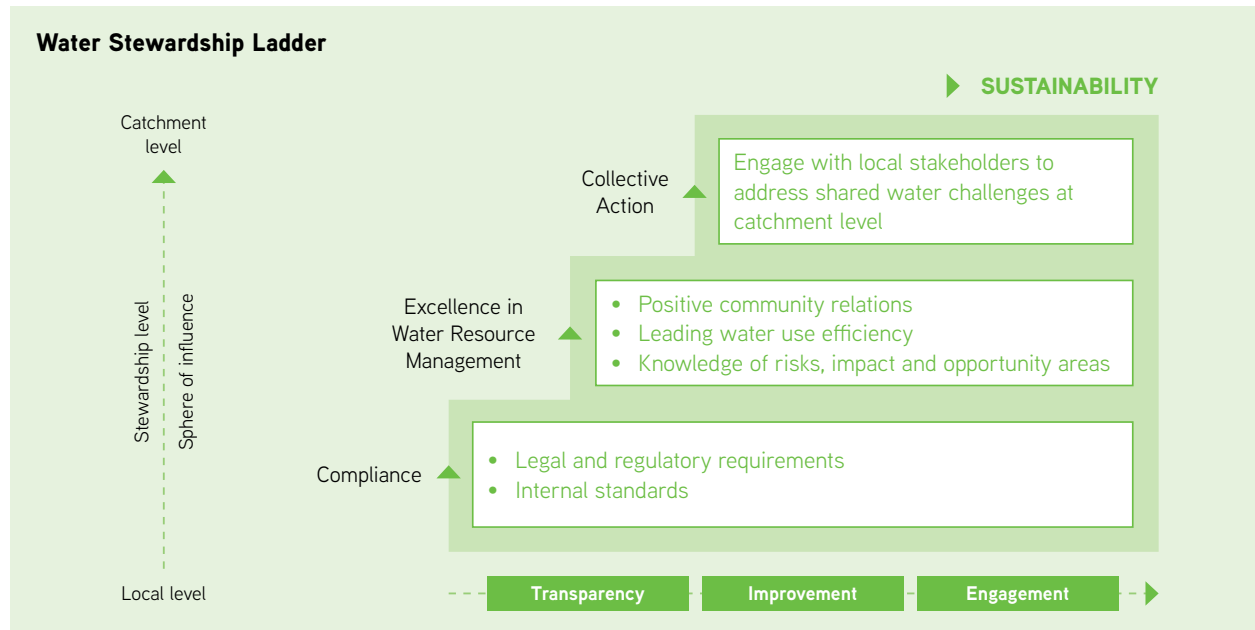 Water Stewardship Ladder
SUSTAINABILITY
Catchment
level
Stewardship level
Sphere of influence
Local level
Collective
Action
Engage with local stakeholders to
address shared water challenges at
catchment level
Excellence in
Water Resource
Management
• Positive community relations
• Leading water use efficiency
• Knowledge of risks, impact and opportunity areas
Compliance
• Legal and regulatory requirements
• Internal standards
Transparency
Improvement
Engagement